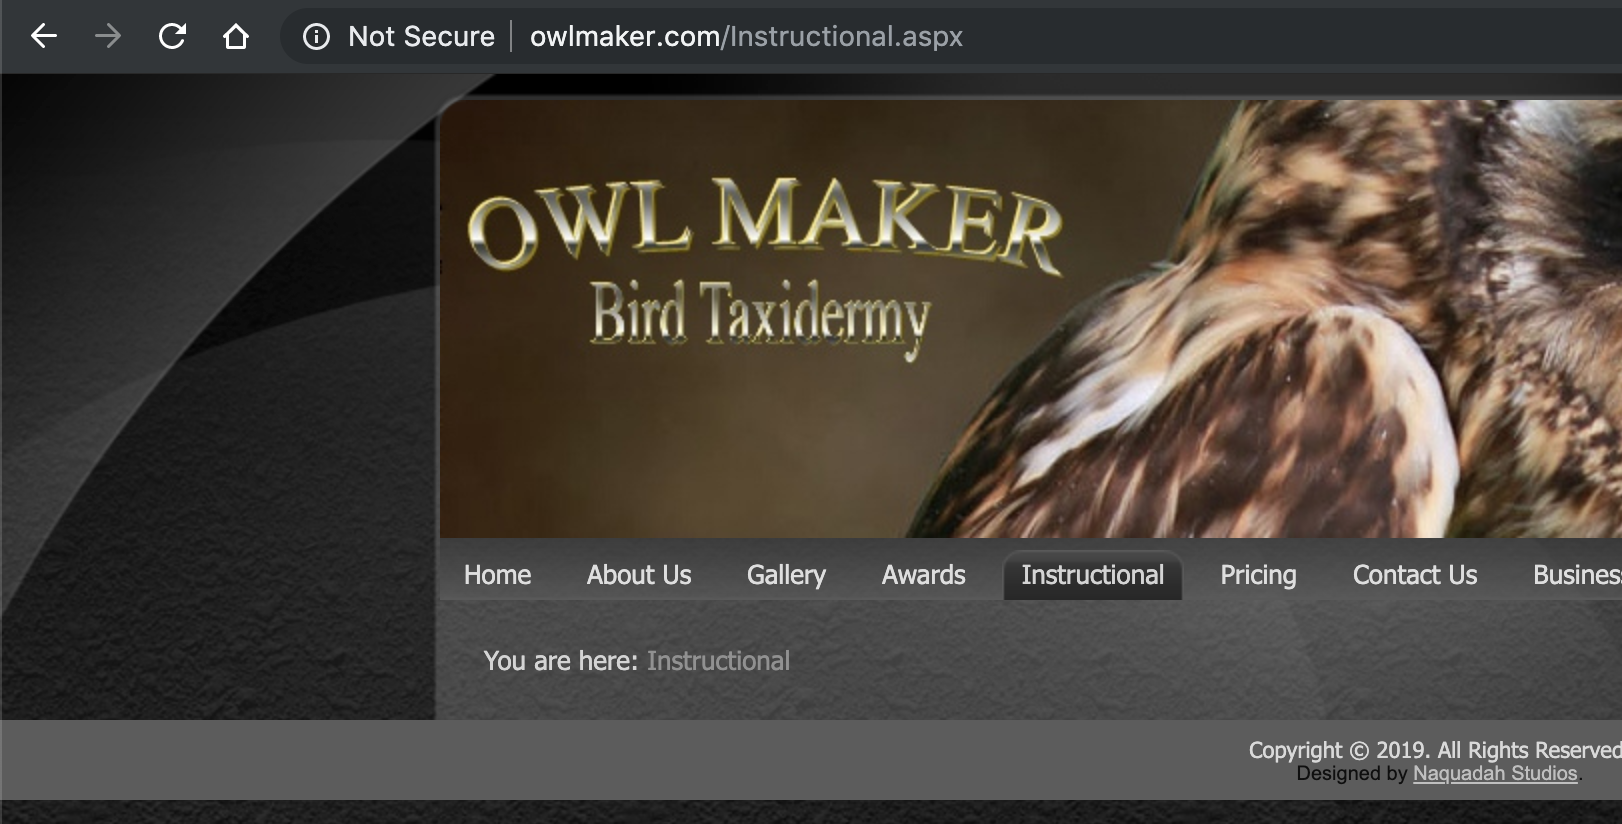 Not Secure | owlmaker.com/Instructional.aspx
OWL MAKER
Bird Taxidermy
Home About Us Gallery Awards Instructional Pricing Contact Us Busines
You are here: Instructional
Copyright © 2019. All Rights Reserved
Designed by Naquadah Studios.